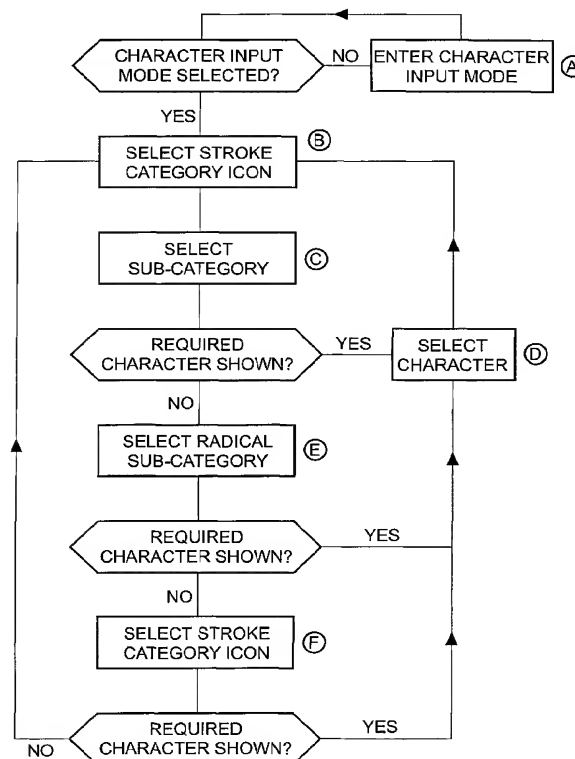 CHARACTER INPUT
MODE SELECTED?
NO
ENTER CHARACTER
INPUT MODE
A
YES
B
SELECT STROKE
CATEGORY ICON
SELECT
SUB-CATEGORY
C
REQUIRED
CHARACTER SHOWN?
YES
SELECT
CHARACTER
D
NO
SELECT RADICAL
SUB-CATEGORY
E
REQUIRED
CHARACTER SHOWN?
YES
NO
SELECT STROKE
CATEGORY ICON
F
REQUIRED
CHARACTER SHOWN?
YES
NO